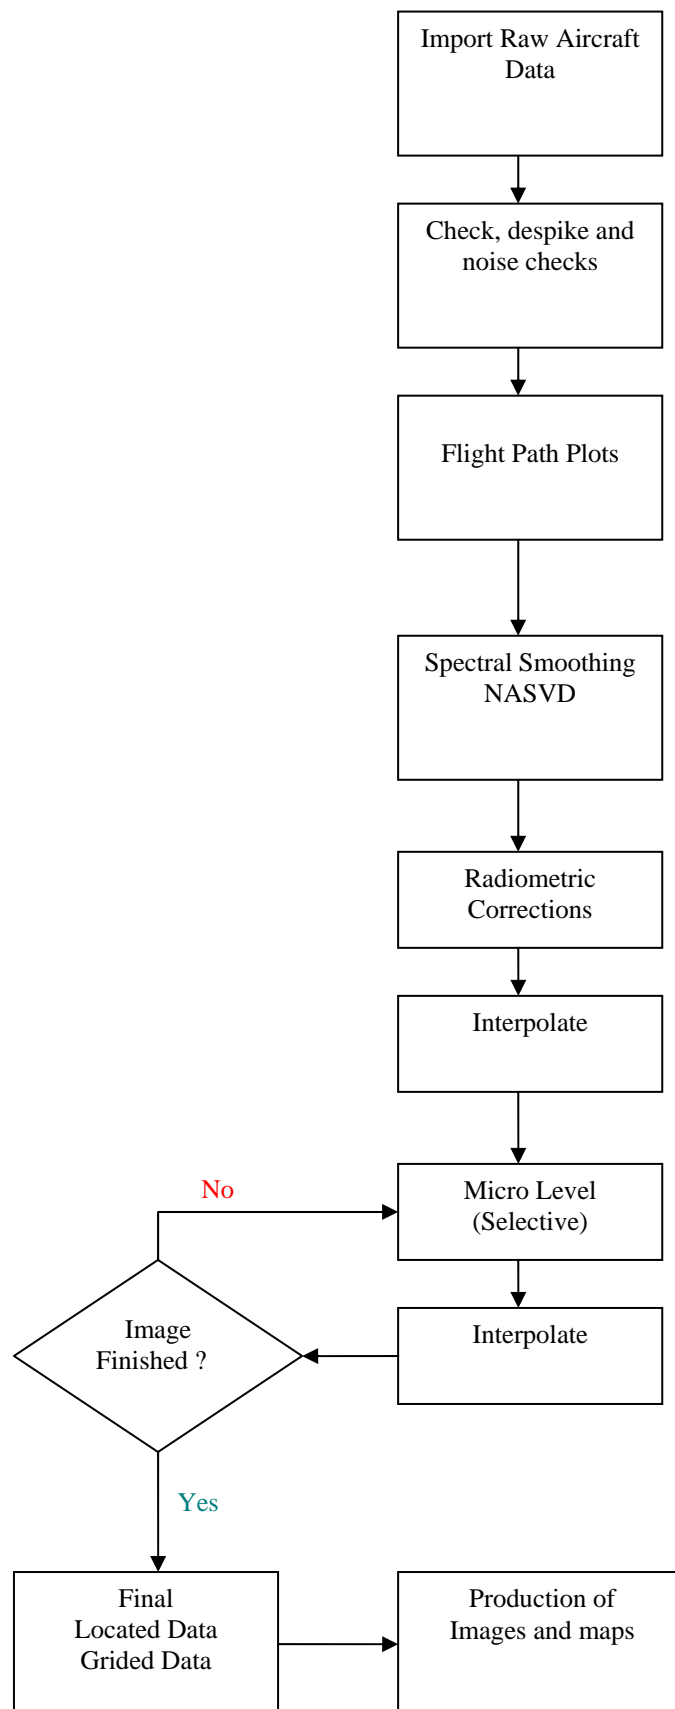 Import Raw Aircraft
Data
Check, despike and
noise checks
Flight Path Plots
Spectral Smoothing
NASVD
Radiometric
Corrections
Interpolate
No
Micro Level
(Selective)
Image
Finished ?
Interpolate
Yes
Final
Located Data
Grided Data
Production of
Images and maps